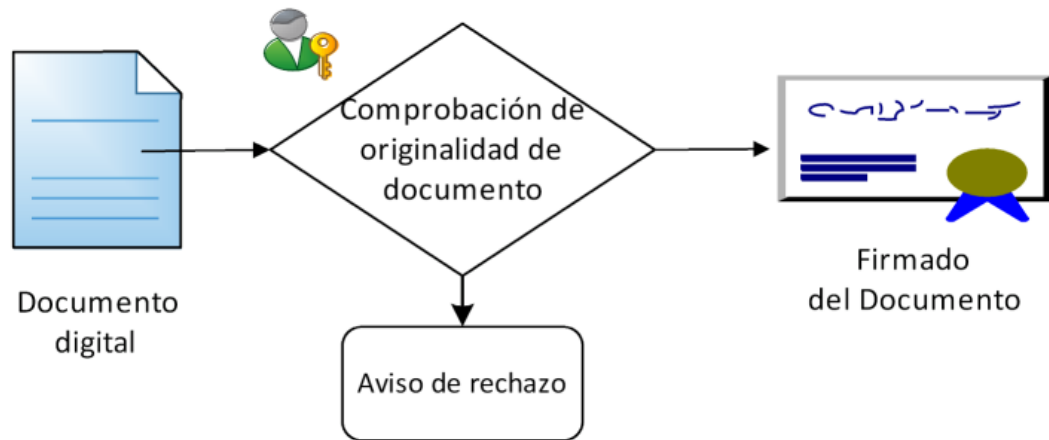 Comprobación de
originalidad de
documento
Documento
digital
Firmado
del Documento
Aviso de rechazo